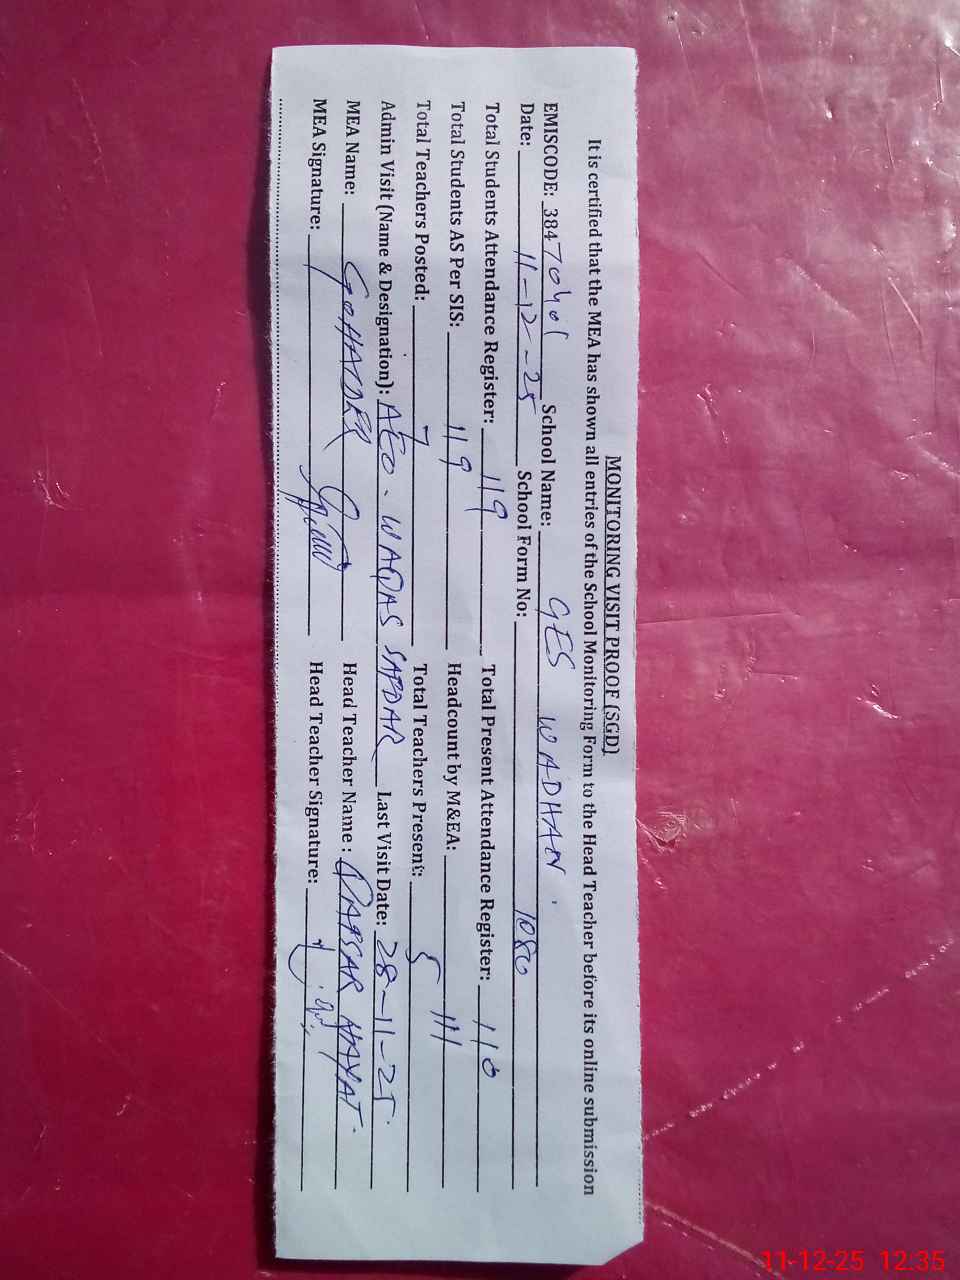 MONITORING VISIT PROOF (SGD)
It is certified that the MEA has shown all entries of the School Monitoring Form to the Head Teacher before its online submission
EMISCODE: 384 School Name: GES WADHAN.
Date: 11-12-25 School Form No: 1086
Total Students Attendance Register: 119 Total Present Attendance Register: 110
Total Students AS Per SIS: 119 Headcount by M&EA: 111
Total Teachers Posted: 7 Total Teachers Present: 5
Admin Visit (Name & Designation): AEO - WAQAS SAFDAR Last Visit Date: 28-11-25
MEA Name: Head Teacher Name : HAYAT.
MEA Signature: Head Teacher Signature:
11-12-25 12:35